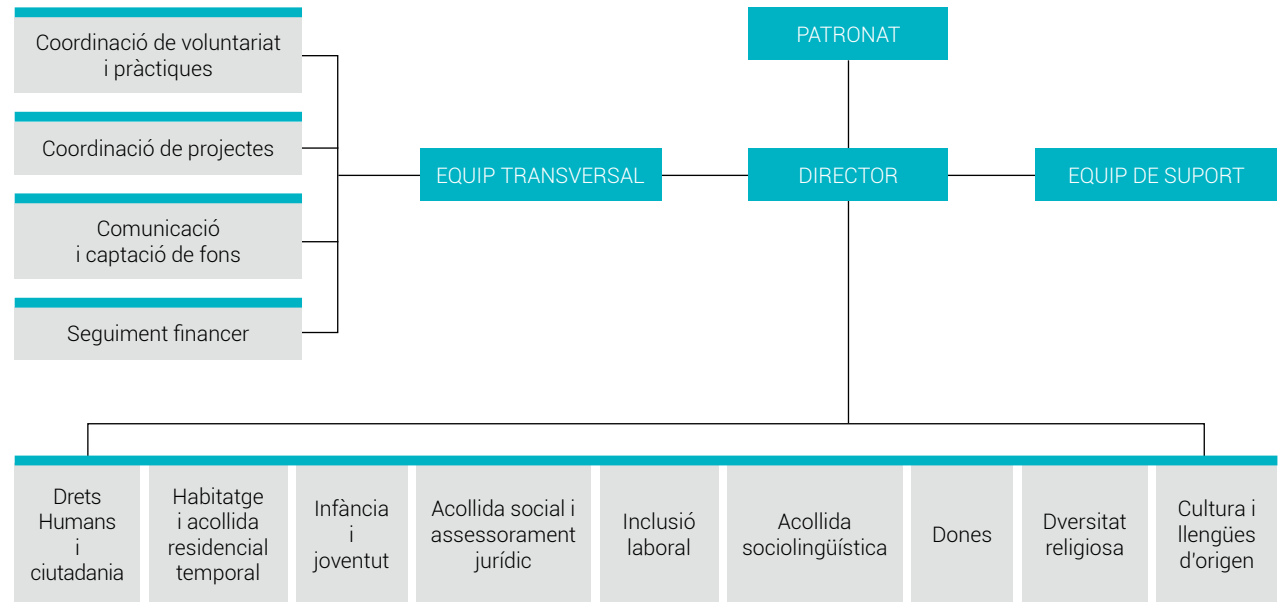 Coordinació de voluntariat
i pràctiques
Coordinació de projectes
Comunicació
i captació de fons
Seguiment financer
PATRONAT
EQUIP TRANSVERSAL
DIRECTOR
EQUIP DE SUPORT
Drets
Humans
i
ciutadania
Habitatge
i acollida
residencial
temporal
Infància
i
joventut
Acollida social i
assessorament
jurídic
Inclusió
laboral
Acollida
sociolingüística
Dones
Dversitat
religiosa
Cultura i
llengües
d'origen